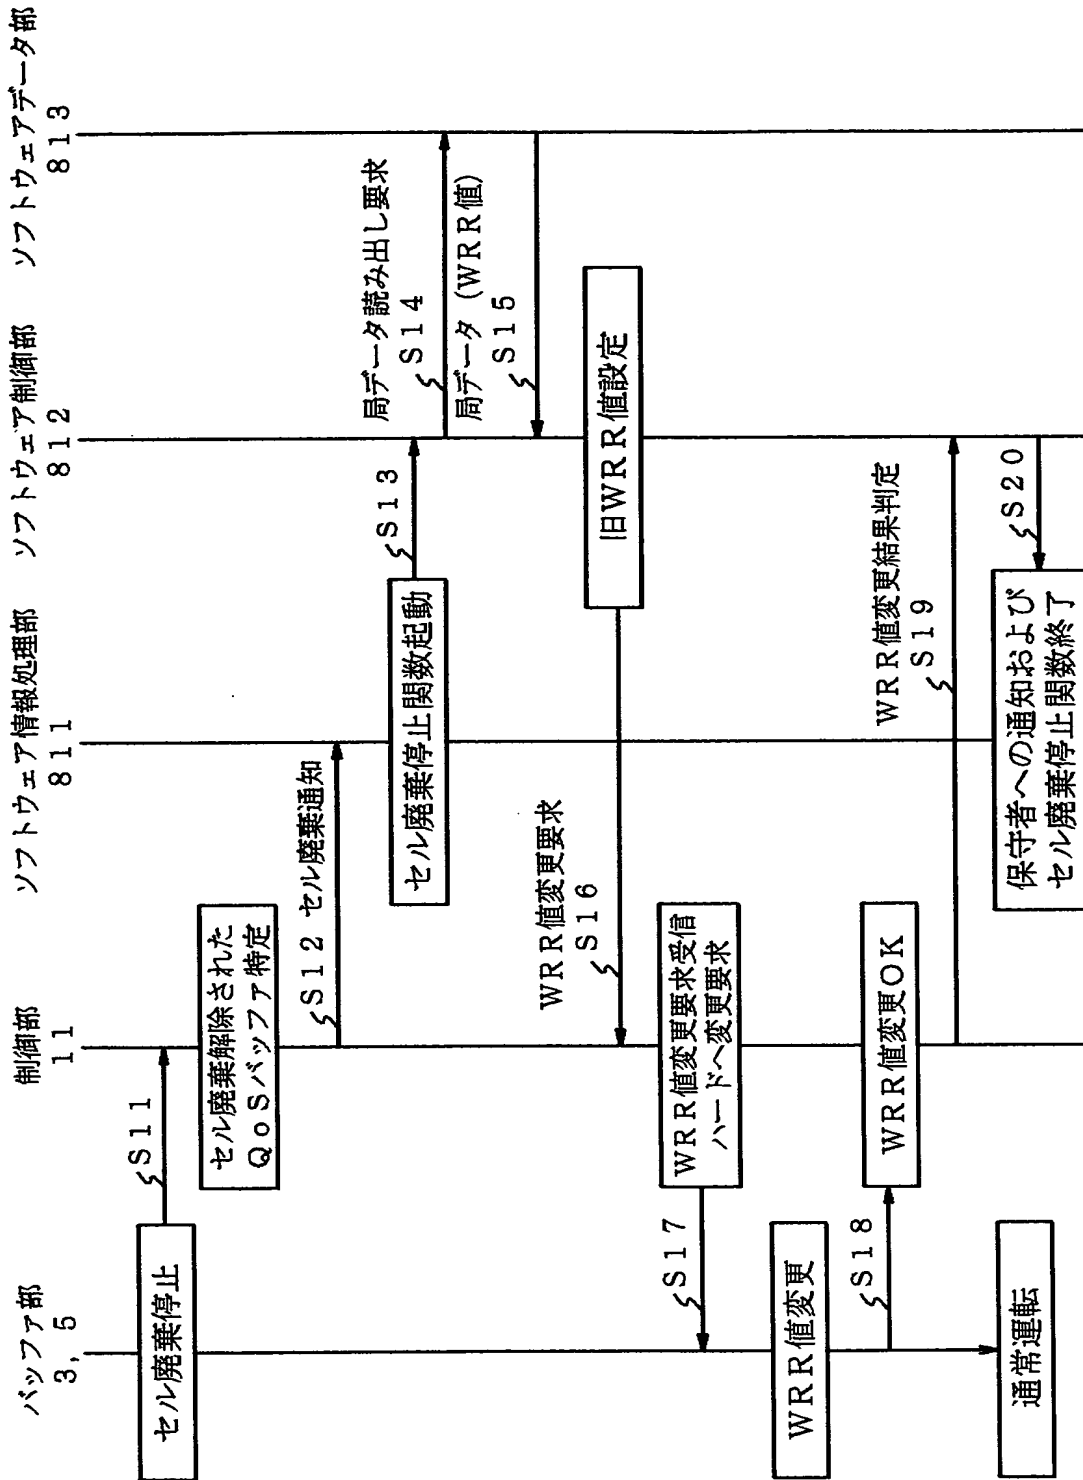 バッファ部
3, 5
制御部
11
ソフトウェア情報処理部
811
ソフトウェア制御部
812
ソフトウェアデータ部
813
セル廃棄停止
S11
セル廃棄解除された
QoSバッファ特定
S12 セル廃棄通知
セル廃棄停止関数起動
S13
局データ読み出し要求
S14
局データ (WRR値)
S15
旧WRR値設定
WRR値変更要求
S16
WRR値変更要求受信
ハードへ変更要求
S17
WRR値変更
S18
WRR値変更OK
WRR値変更結果判定
S19
S20
保守者への通知および
セル廃棄停止関数終了
通常運転